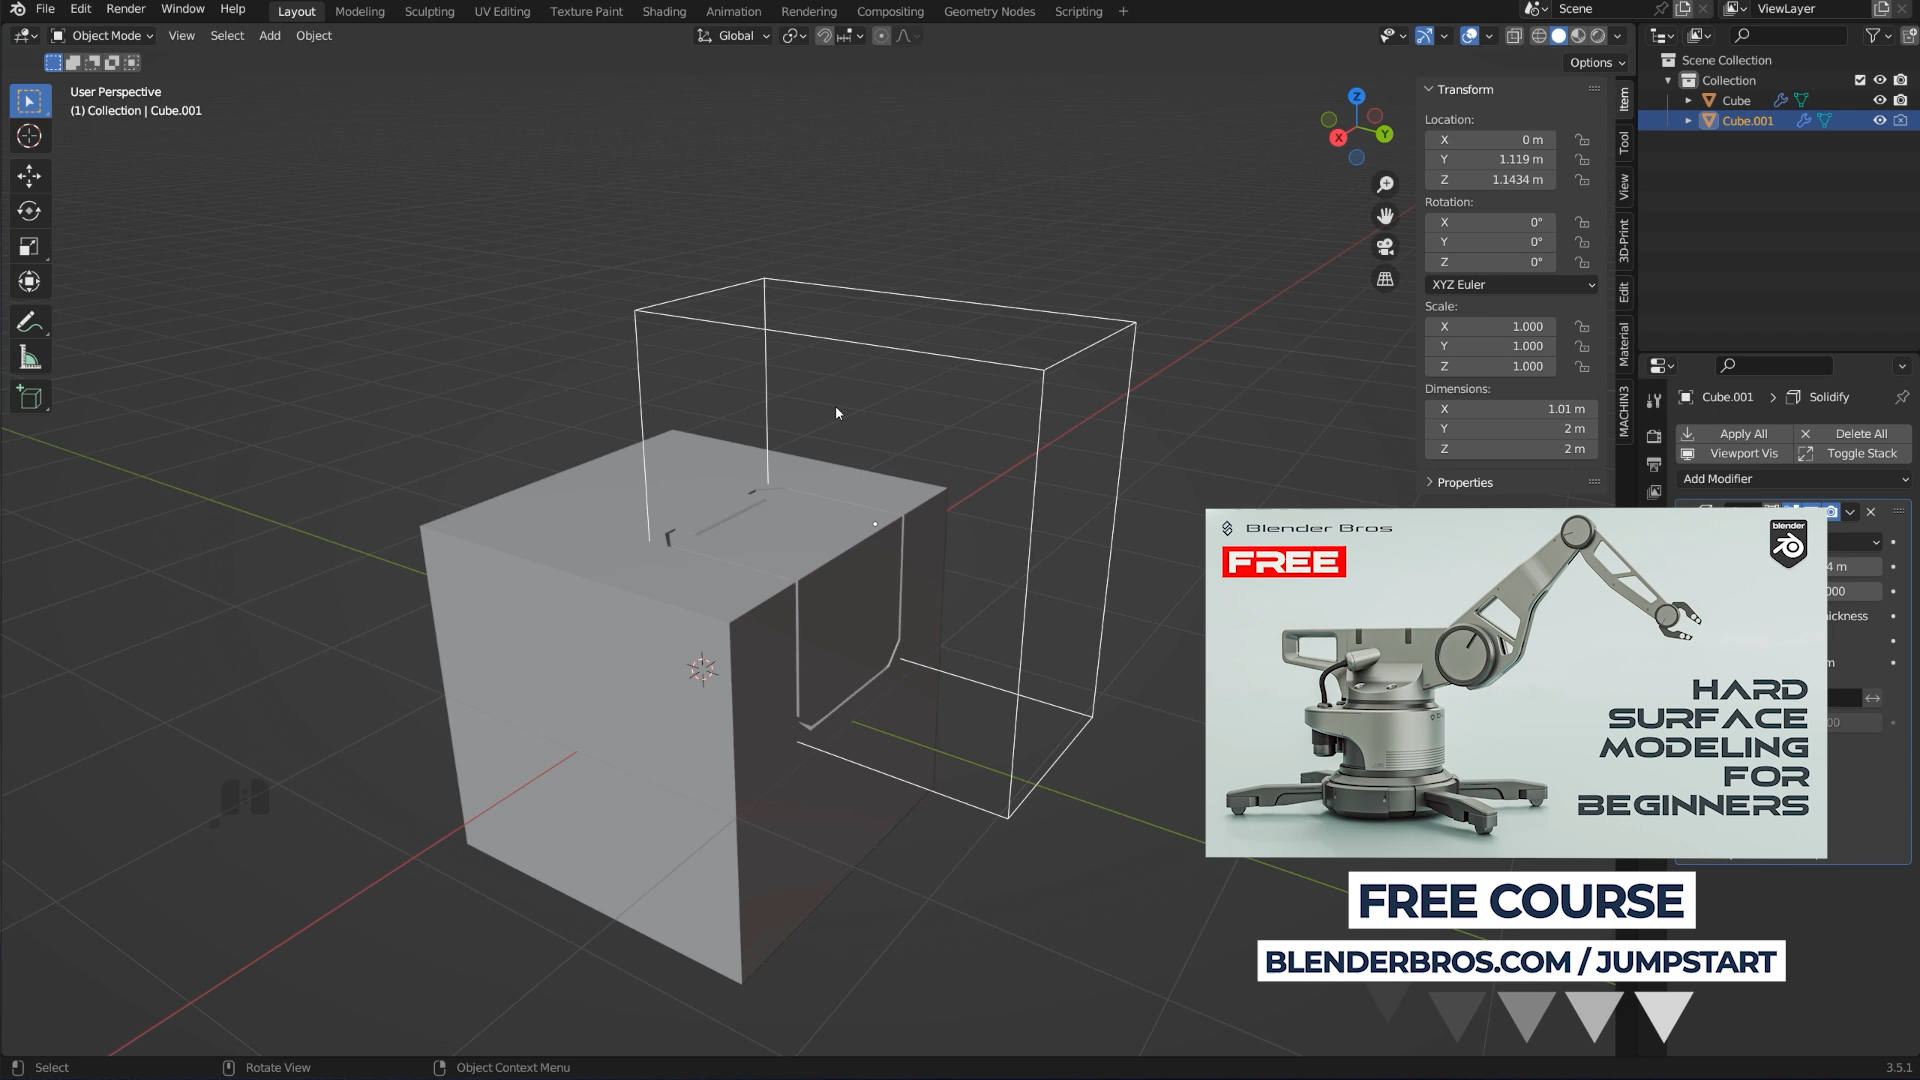 File Edit Render Window Help Layout Modeling Sculpting UV Editing Texture Paint Shading Animation Rendering Compositing Geometry Nodes Scripting + Scene ViewLayer
Object Mode View Select Add Object Global
Options
User Perspective
(1) Collection | Cube.001
Z
Y
X
Transform
Location:
X 0 m
Y 1.119 m
Z 1.1434 m
Rotation:
X 0°
Y 0°
Z 0°
XYZ Euler
Scale:
X 1.000
Y 1.000
Z 1.000
Dimensions:
X 1.01 m
Y 2 m
Z 2 m
Properties
Item
Tool
View
3D-Print
Edit
Material
MACHIN3
Scene Collection
Collection
Cube
Cube.001
Cube.001 > Solidify
Apply All Delete All
Viewport Vis Toggle Stack
Add Modifier
4 m
000
ickness
m
00
Blender Bros
FREE
blender
HARD
SURFACE
MODELING
FOR
BEGINNERS
FREE COURSE
BLENDERBROS.COM / JUMPSTART
Select Rotate View Object Context Menu 3.5.1